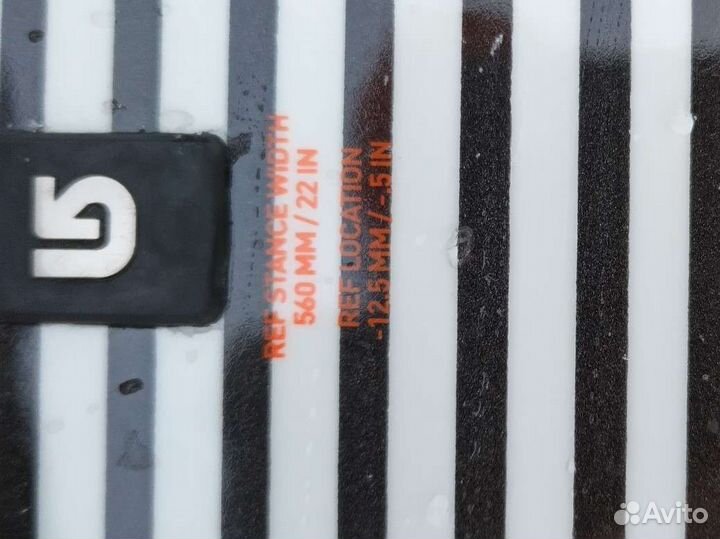 REF STANCE WIDTH
560 MM / 22 IN
REF LOCATION
-12.5 MM / -.5 IN
Avito